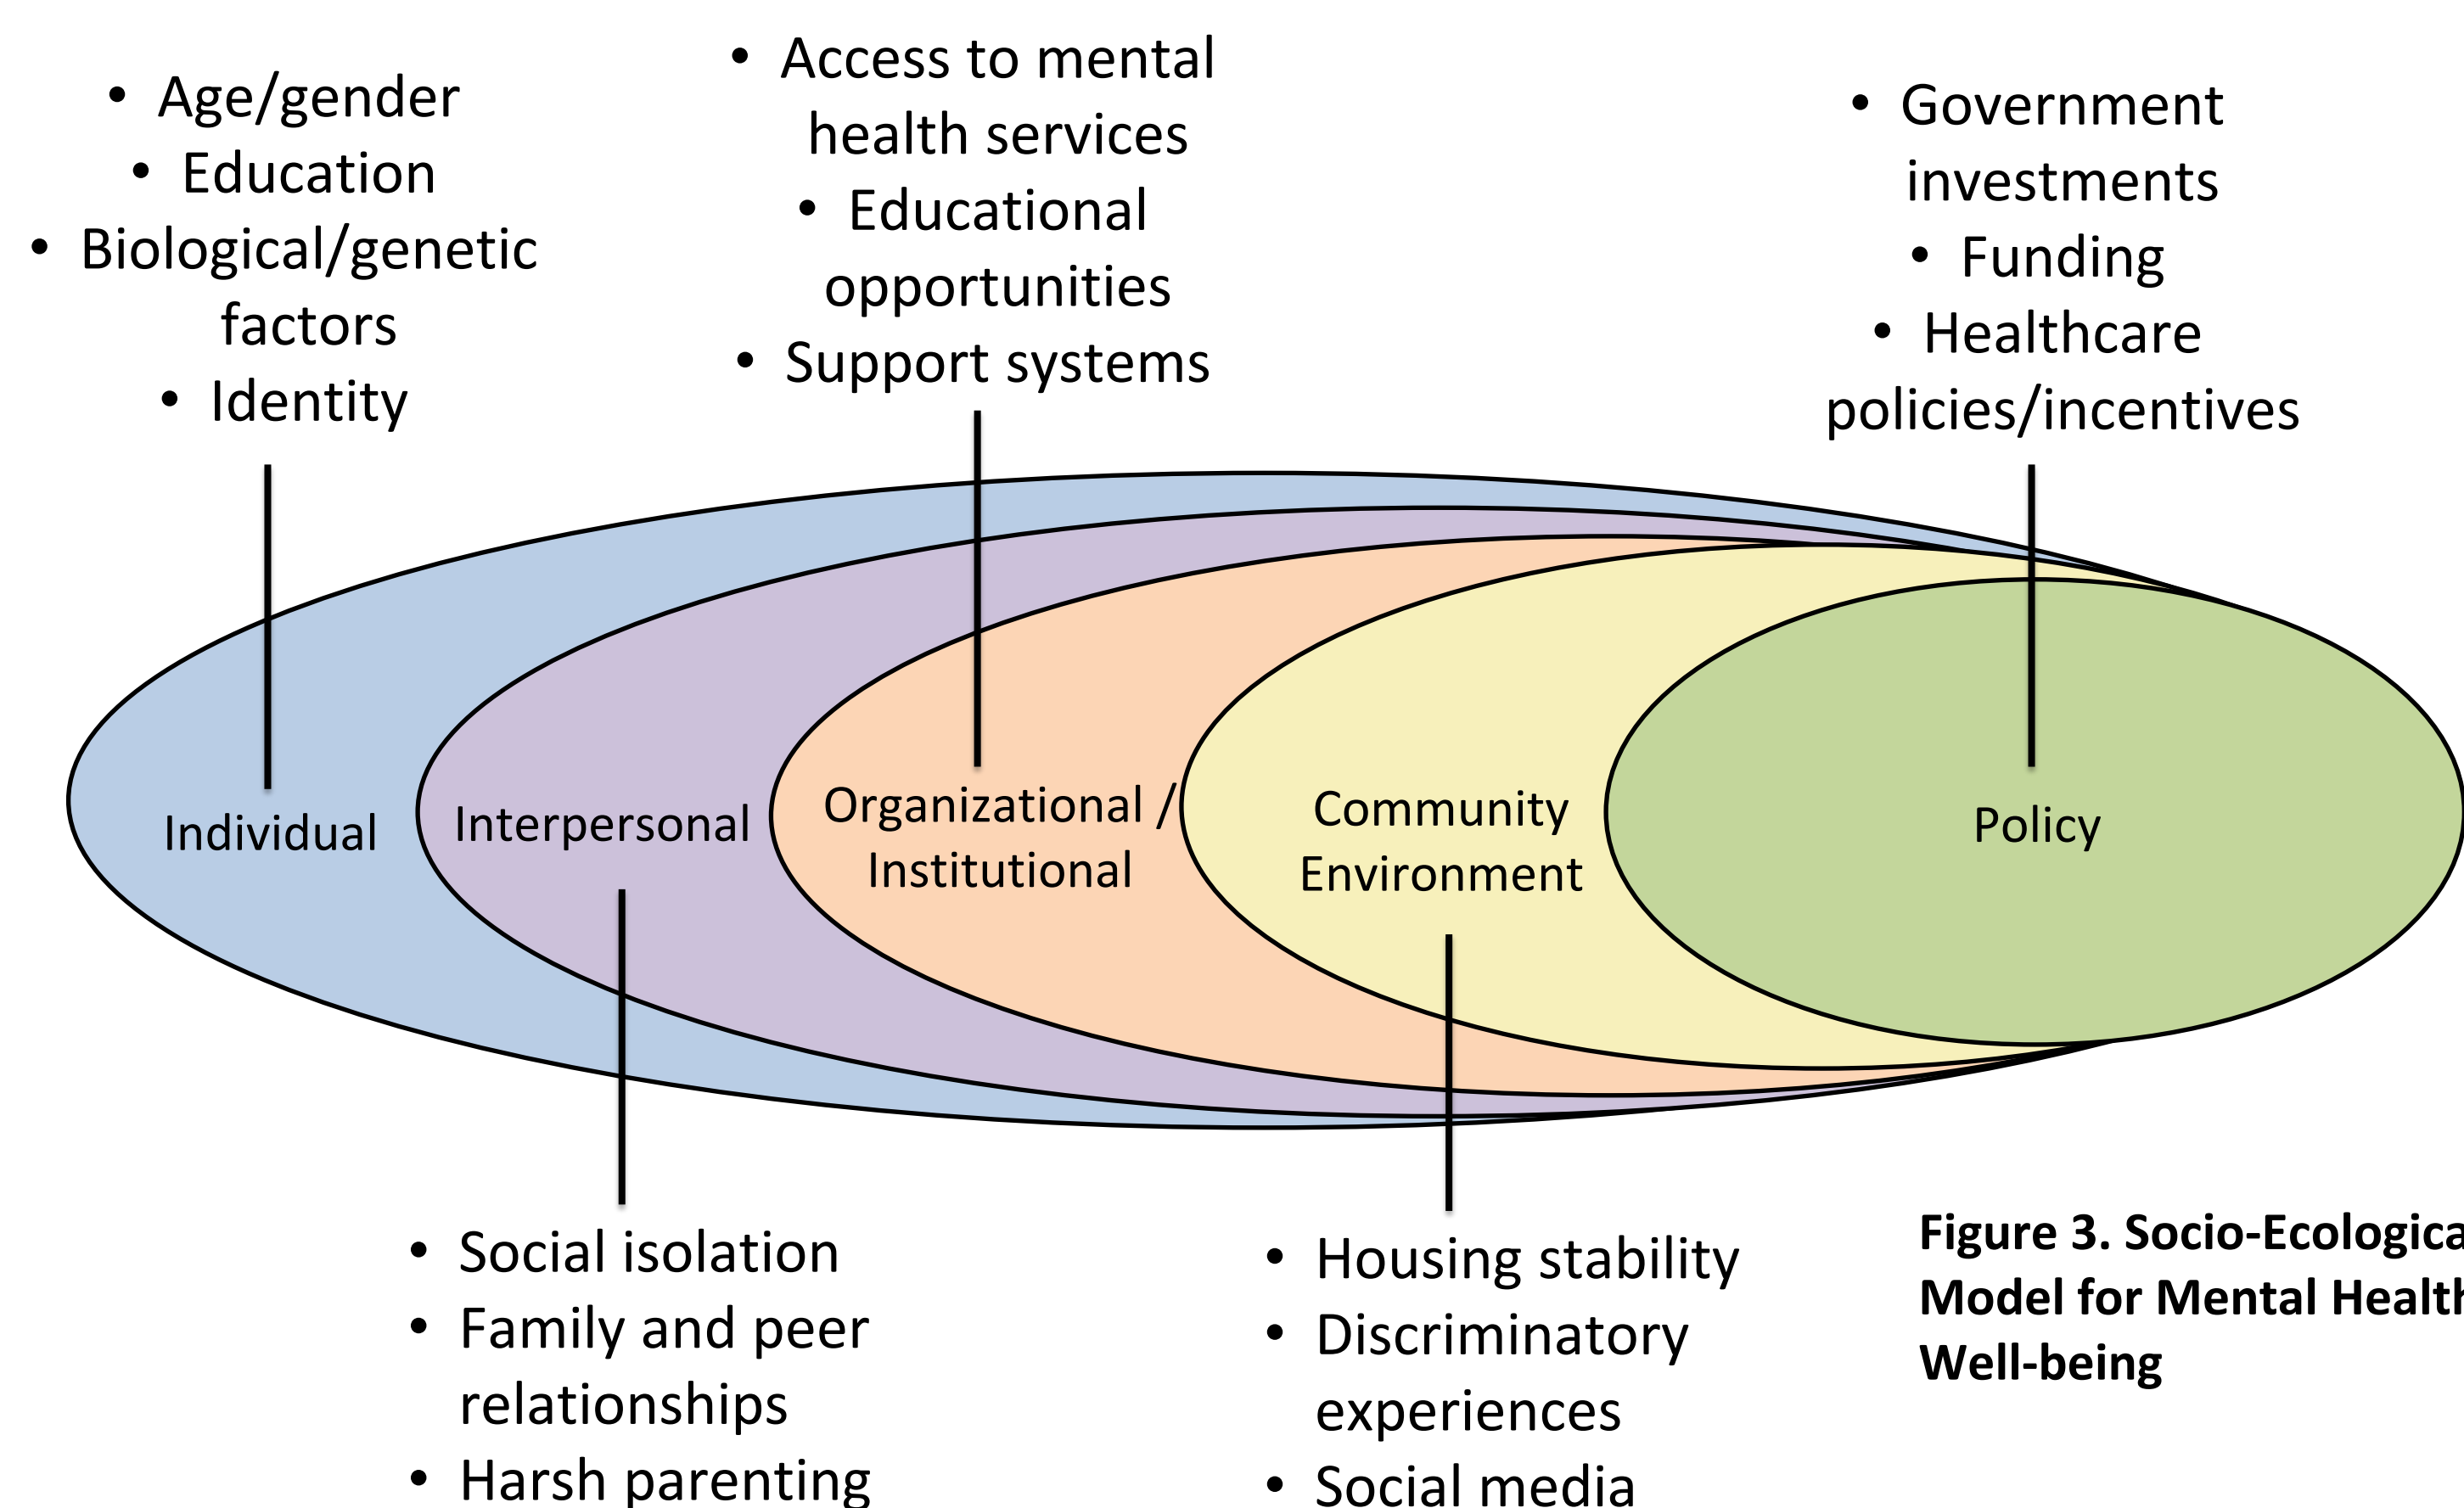 • Age/gender
• Education
• Biological/genetic
factors
• Identity
• Access to mental
health services
• Educational
opportunities
• Support systems
• Government
investments
• Funding
• Healthcare
policies/incentives
Individual
Interpersonal
Organizational /
Institutional
Community
Environment
Policy
• Social isolation
• Family and peer
relationships
• Harsh parenting
• Housing stability
• Discriminatory
experiences
• Social media
Figure 3. Socio-Ecologica
Model for Mental Health
Well-being